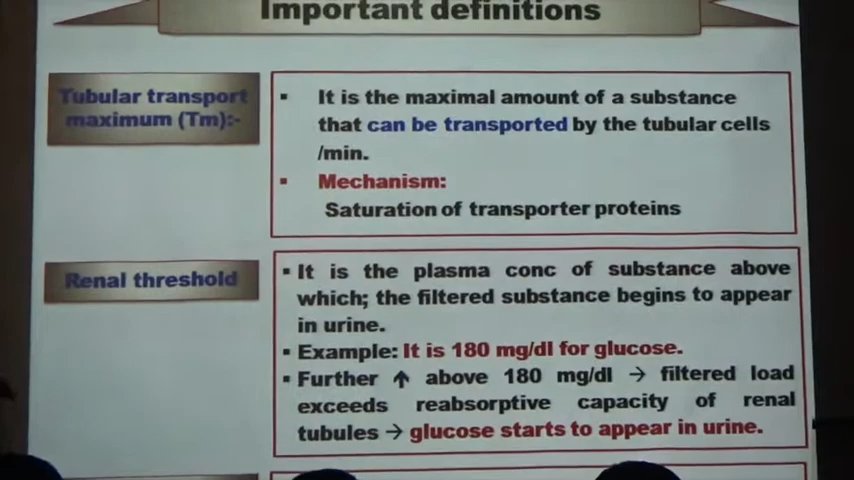 Important definitions
Tubular transport
maximum (Tm):-
▪ It is the maximal amount of a substance
that can be transported by the tubular cells
/min.
▪ Mechanism:
Saturation of transporter proteins
Renal threshold
▪ It is the plasma conc of substance above
which; the filtered substance begins to appear
in urine.
▪ Example: It is 180 mg/dl for glucose.
▪ Further ↑ above 180 mg/dl → filtered load
exceeds reabsorptive capacity of renal
tubules → glucose starts to appear in urine.